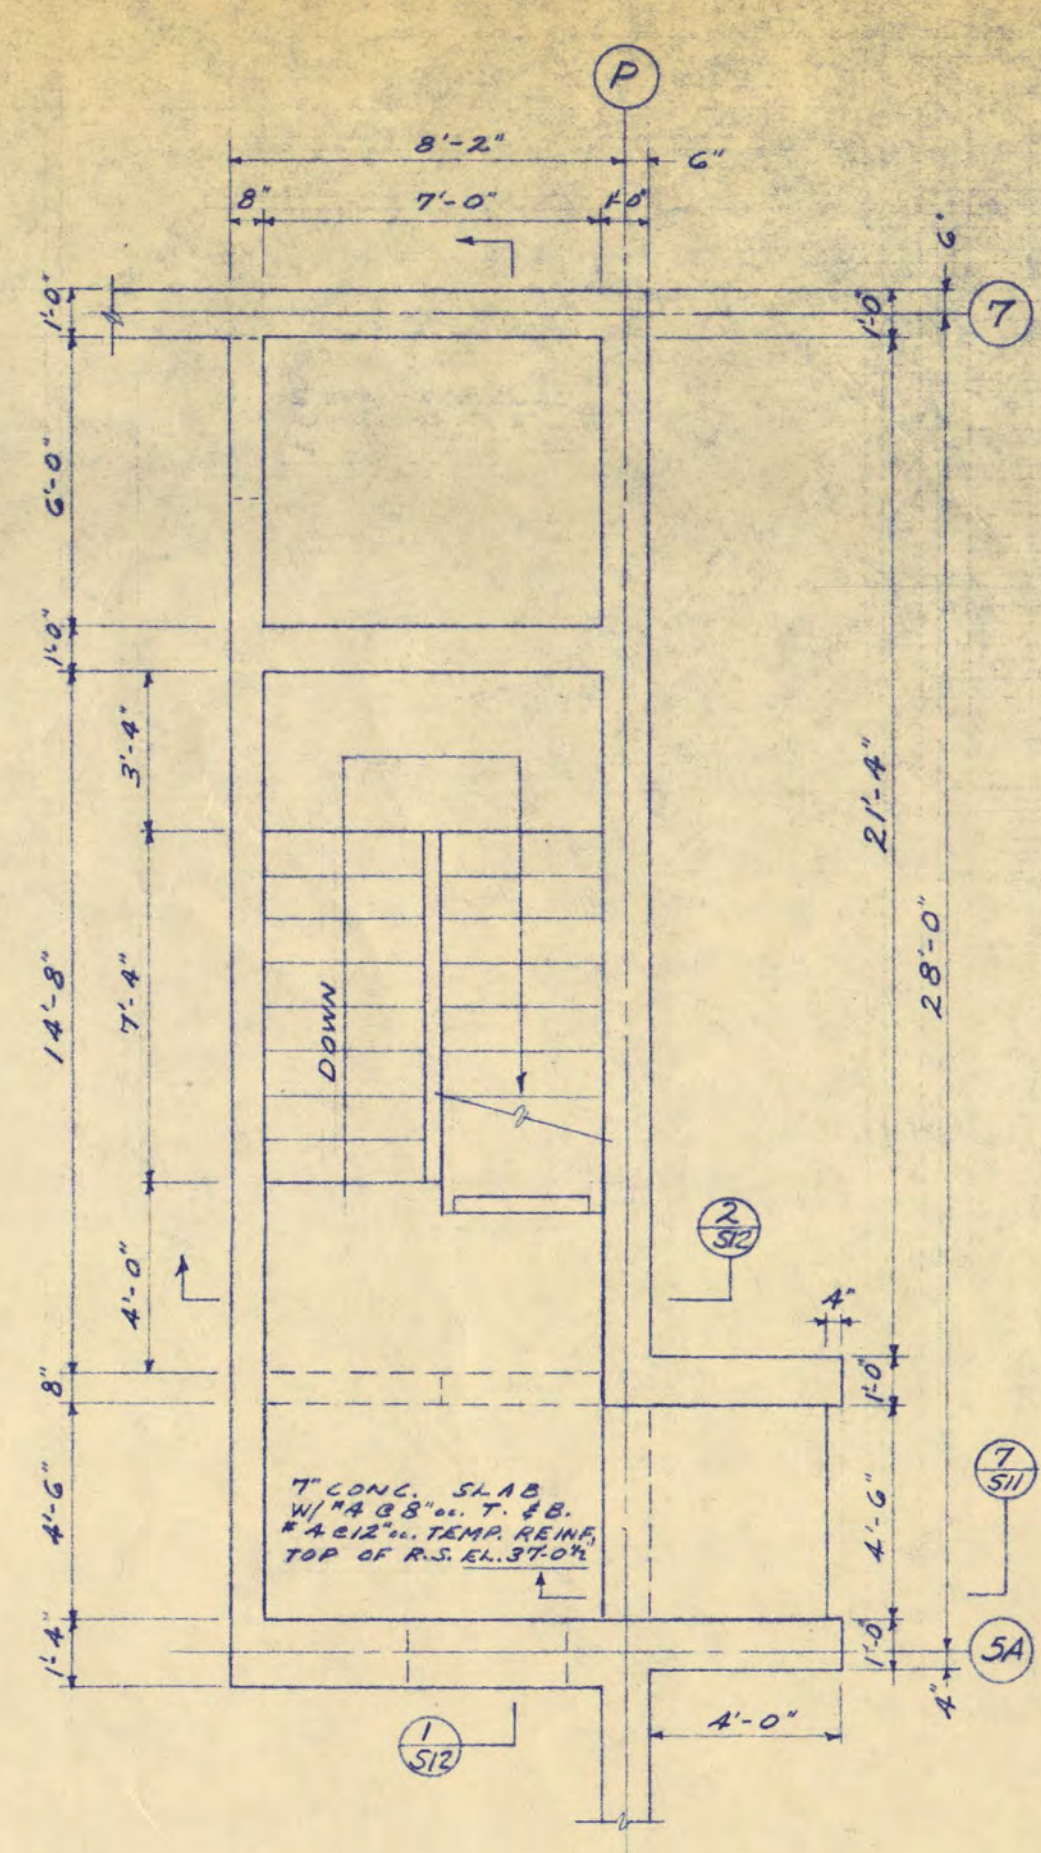 P
8'-2"
6"
8"
7'-0"
1'-0"
6"
1'-0"
1'-0"
7
6'-0"
1'-0"
3'-4"
21'-4"
28'-0"
14'-8"
7'-4"
DOWN
2
S12
4'-0"
4"
8"
1'-0"
7" CONC. SLAB
W/ #4 @ 8" oc. T. & B.
#4 @ 12" oc. TEMP. REINF,
TOP OF R.S. EL. 37'-0½
4'-6"
4'-6"
7
S11
1'-4"
1'-0"
5A
4"
4'-0"
1
S12